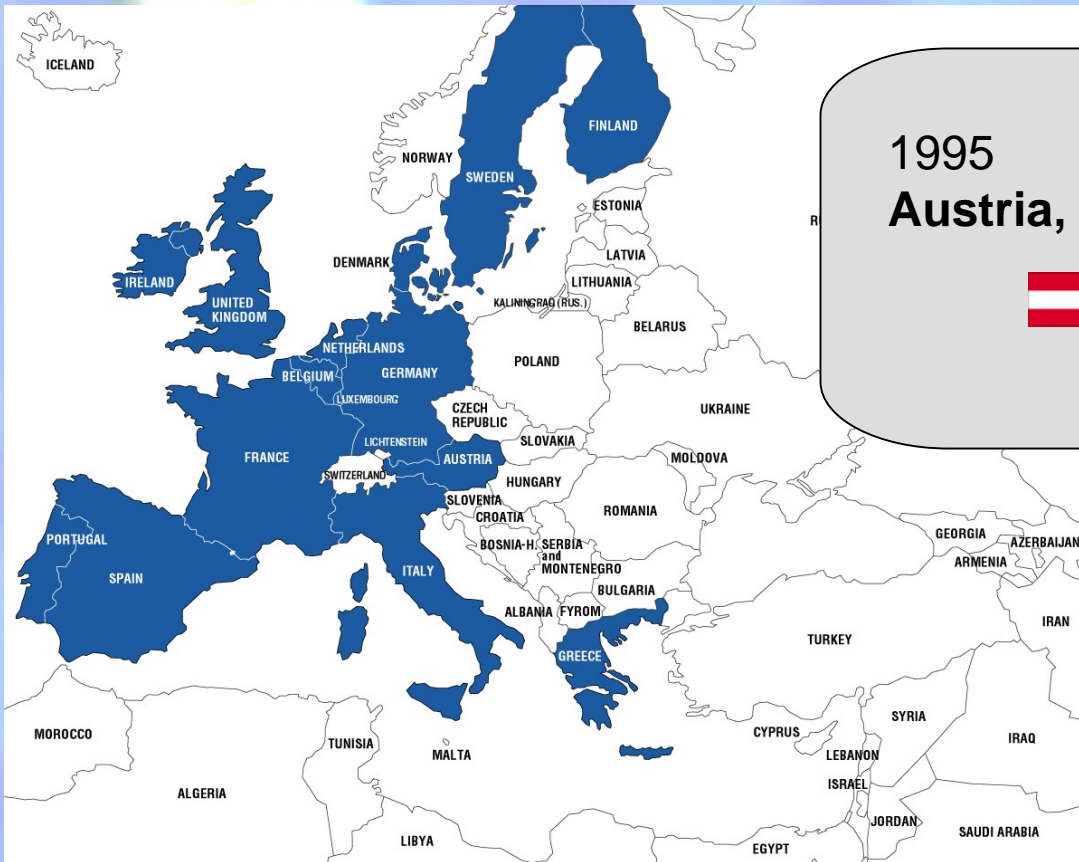 ICELAND
1995
Austria,
FINLAND
NORWAY
SWEDEN
ESTONIA
LATVIA
DENMARK
LITHUANIA
IRELAND
KALININGRAD (RUS.)
UNITED
KINGDOM
BELARUS
NETHERLANDS
POLAND
BELGIUM
GERMANY
LUXEMBOURG
CZECH
REPUBLIC
UKRAINE
LICHTENSTEIN
SLOVAKIA
FRANCE
AUSTRIA
MOLDOVA
SWITZERLAND
HUNGARY
SLOVENIA
CROATIA
ROMANIA
PORTUGAL
BOSNIA-H.
SERBIA
and
MONTENEGRO
GEORGIA
AZERBAIJAN
ARMENIA
SPAIN
ITALY
BULGARIA
ALBANIA
FYROM
IRAN
TURKEY
GREECE
SYRIA
MOROCCO
TUNISIA
MALTA
CYPRUS
IRAQ
LEBANON
ISRAEL
ALGERIA
JORDAN
SAUDI ARABIA
LIBYA
EGYPT